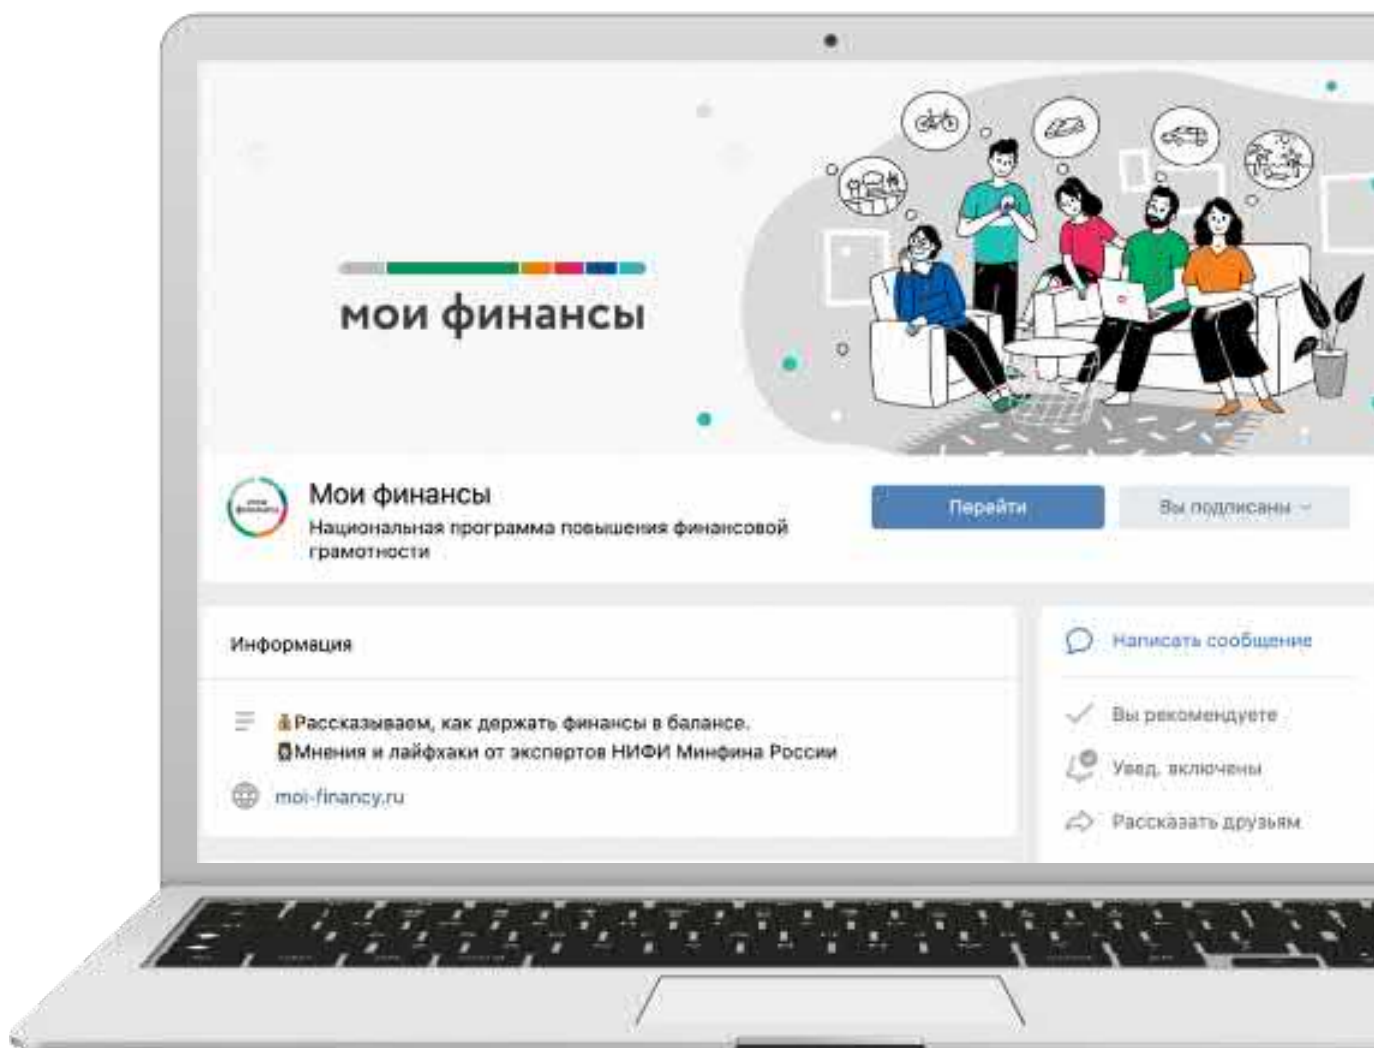 мои финансы
Мои финансы
Национальная программа повышения финансовой
грамотности
Перейти
Вы подписаны
Информация
Рассказываем, как держать финансы в балансе.
Мнения и лайфхаки от экспертов НИФИ Минфина России
moi-financy.ru
Написать сообщение
Вы рекомендуете
Увед. включены
Рассказать друзьям